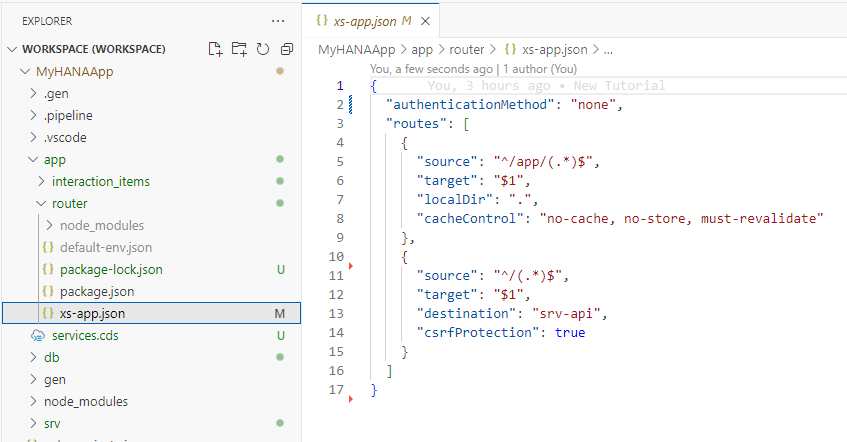 EXPLORER
WORKSPACE (WORKSPACE)
MyHANAApp
.gen
.pipeline
.vscode
app
interaction_items
router
node_modules
default-env.json
package-lock.json U
package.json
xs-app.json M
services.cds U
db
gen
node_modules
srv
{} xs-app.json M ×
MyHANAApp > app > router > {} xs-app.json > ...
You, a few seconds ago | 1 author (You)
1 { You, 3 hours ago • New Tutorial
2 "authenticationMethod": "none",
3 "routes": [
4 {
5 "source": "^/app/(.*)$",
6 "target": "$1",
7 "localDir": ".",
8 "cacheControl": "no-cache, no-store, must-revalidate"
9 },
10 {
11 "source": "^/(.*)$",
12 "target": "$1",
13 "destination": "srv-api",
14 "csrfProtection": true
15 }
16 ]
17 }